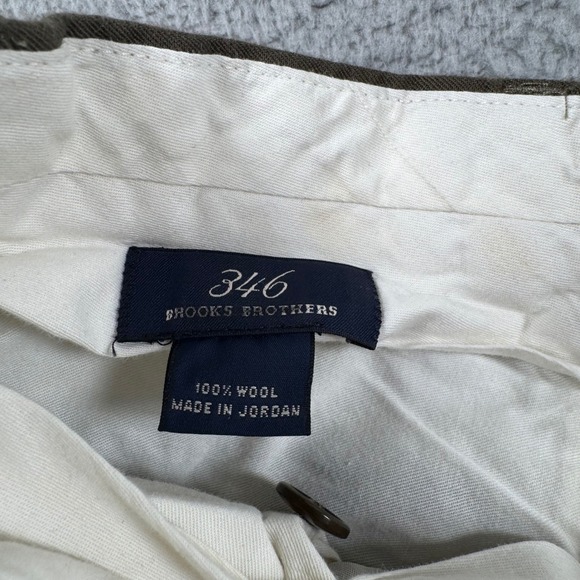 346
BROOKS BROTHERS
100% WOOL
MADE IN JORDAN